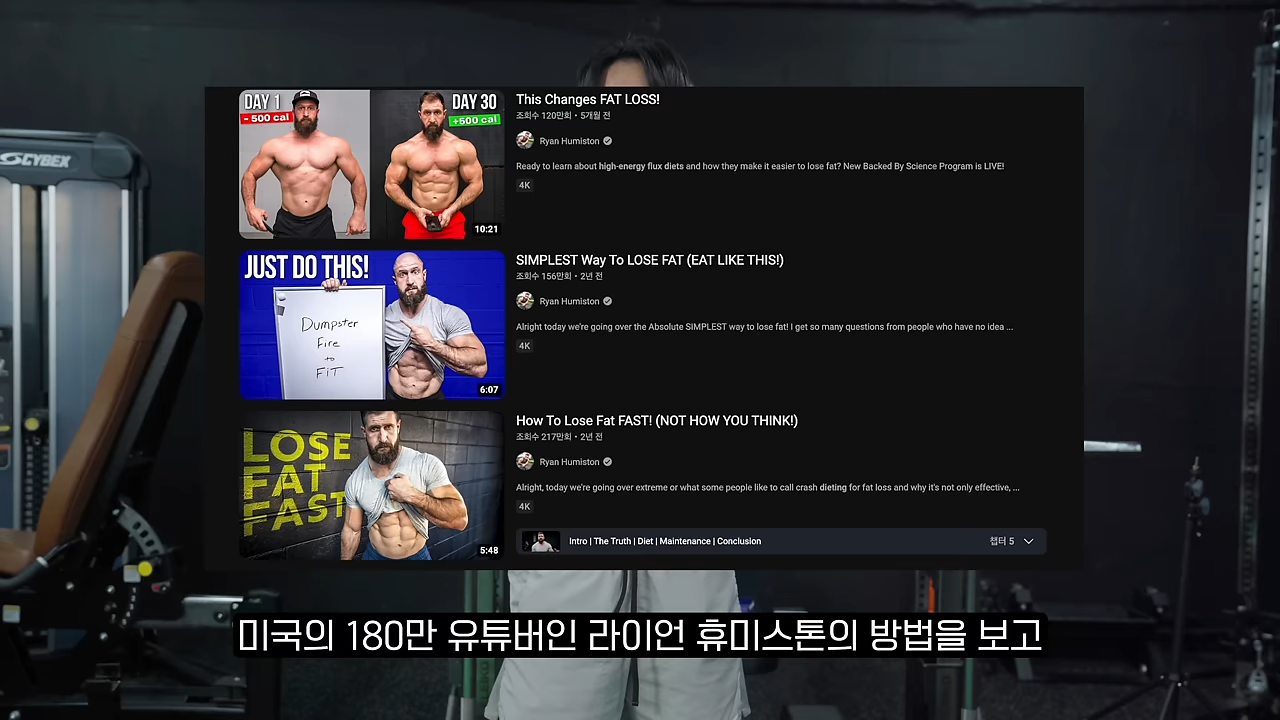 CYBEX
DAY 1
- 500 cal
DAY 30
+500 cal
10:21
This Changes FAT LOSS!
조회수 120만회 • 5개월 전
Ryan Humiston
Ready to learn about high-energy flux diets and how they make it easier to lose fat? New Backed By Science Program is LIVE!
4K
JUST DO THIS!
Dumpster
Fire
to
FiT
6:07
SIMPLEST Way To LOSE FAT (EAT LIKE THIS!)
조회수 156만회 • 2년 전
Ryan Humiston
Alright today we're going over the Absolute SIMPLEST way to lose fat! I get so many questions from people who have no idea ...
4K
LOSE
FAT
FAST
5:48
How To Lose Fat FAST! (NOT HOW YOU THINK!)
조회수 217만회 • 2년 전
Ryan Humiston
Alright, today we're going over extreme or what some people like to call crash dieting for fat loss and why it's not only effective, ...
4K
Intro | The Truth | Diet | Maintenance | Conclusion
챕터 5
미국의 180만 유튜버인 라이언 휴미스톤의 방법을 보고